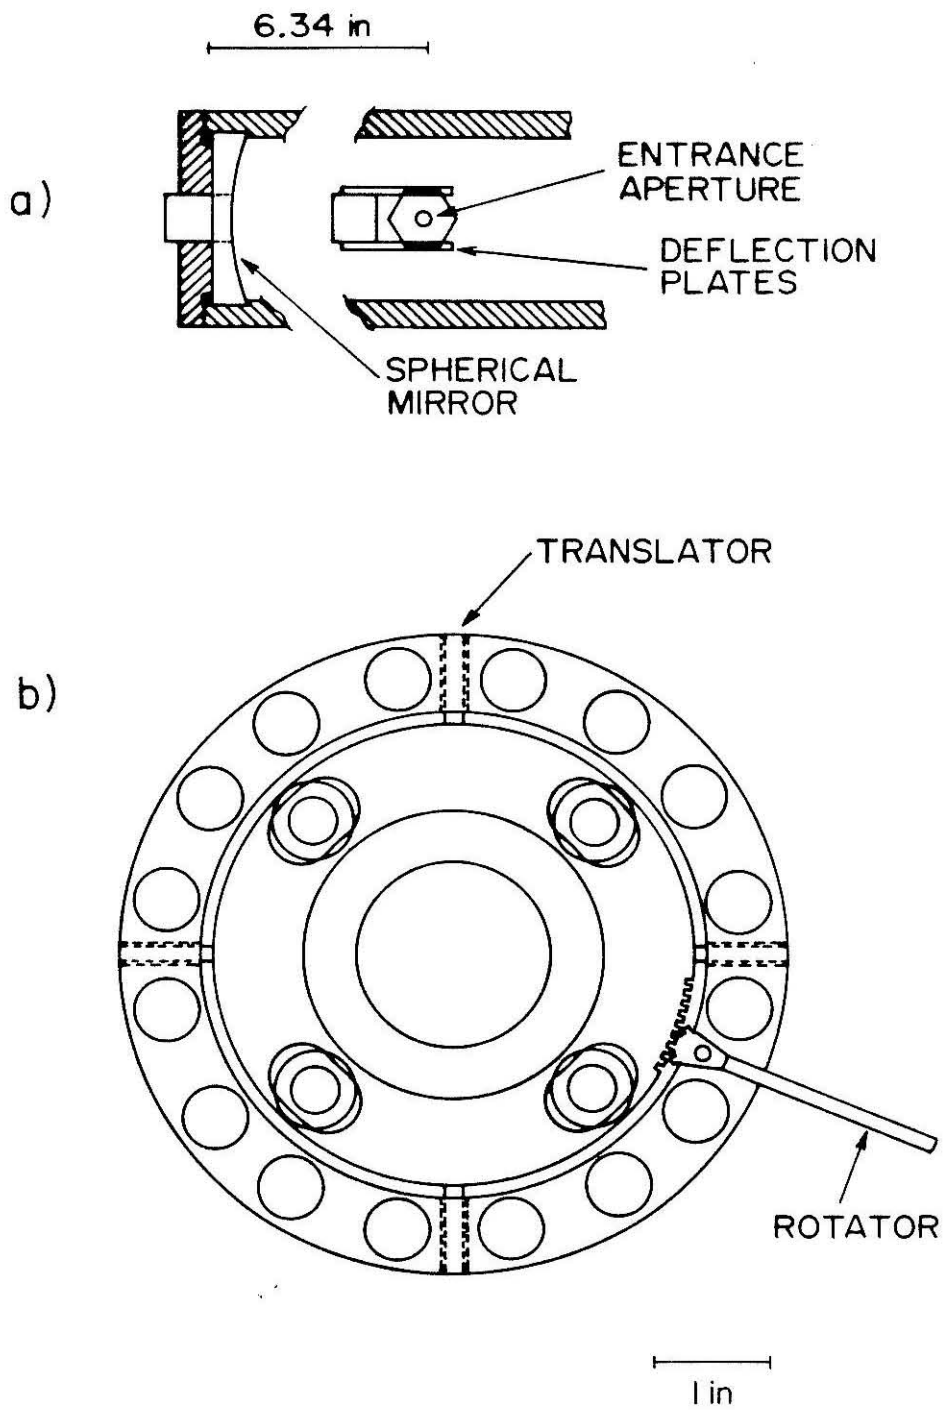 6.34 in
a)
ENTRANCE
APERTURE
DEFLECTION
PLATES
SPHERICAL
MIRROR
TRANSLATOR
b)
ROTATOR
1 in